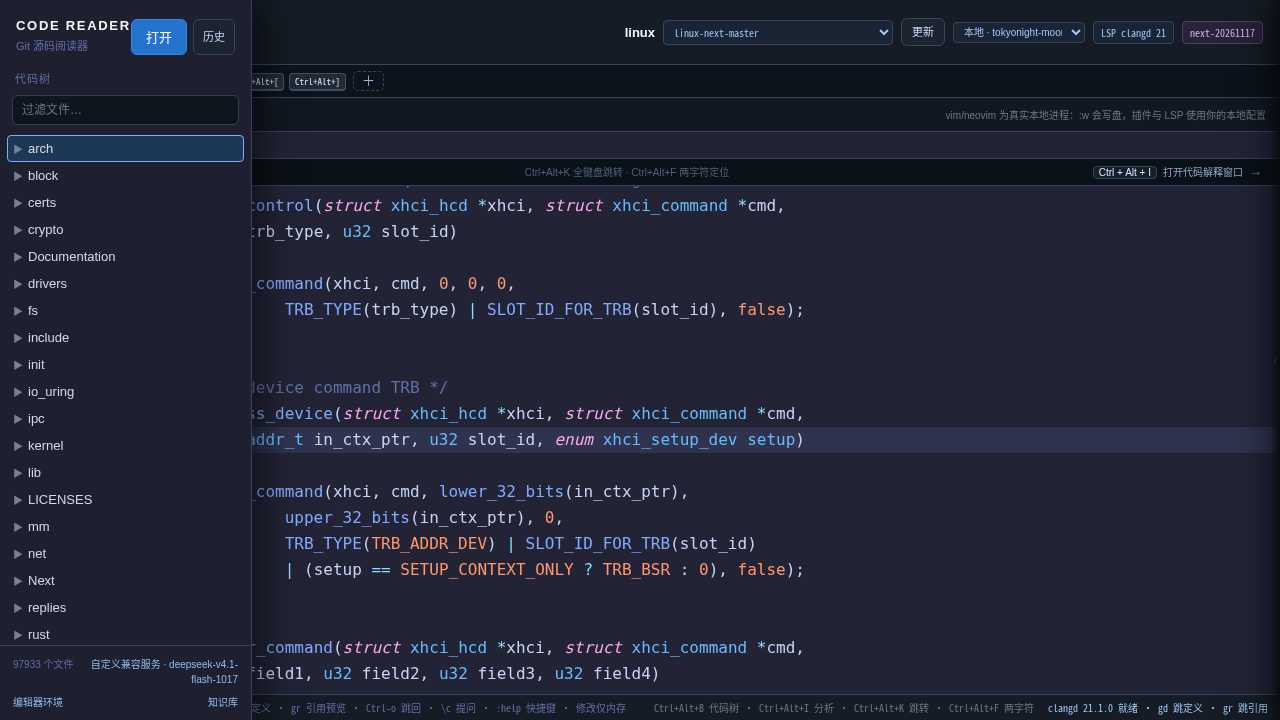 CODE READER
Git 源码阅读器
打开
历史
linux
linux-next-master
更新
本地 · tokyonight-moon
LSP clangd 21
next-20261117
+Alt+[
Ctrl+Alt+]
+
vim/neovim 为真实本地进程：:w 会写盘，插件与 LSP 使用你的本地配置
Ctrl+Alt+K 全键盘跳转 · Ctrl+Alt+F 两字符定位
Ctrl + Alt + I 打开代码解释窗口 →
代码树
过滤文件…
arch
block
certs
crypto
Documentation
drivers
fs
include
init
io_uring
ipc
kernel
lib
LICENSES
mm
net
Next
replies
rust
97933 个文件
自定义兼容服务 · deepseek-v4.1-
flash-1017
编辑器环境
知识库
control(struct xhci_hcd *xhci, struct xhci_command *cmd,
trb_type, u32 slot_id)
_command(xhci, cmd, 0, 0, 0,
TRB_TYPE(trb_type) | SLOT_ID_FOR_TRB(slot_id), false);
device command TRB */
ss_device(struct xhci_hcd *xhci, struct xhci_command *cmd,
addr_t in_ctx_ptr, u32 slot_id, enum xhci_setup_dev setup)
_command(xhci, cmd, lower_32_bits(in_ctx_ptr),
upper_32_bits(in_ctx_ptr), 0,
TRB_TYPE(TRB_ADDR_DEV) | SLOT_ID_FOR_TRB(slot_id)
| (setup == SETUP_CONTEXT_ONLY ? TRB_BSR : 0), false);
r_command(struct xhci_hcd *xhci, struct xhci_command *cmd,
field1, u32 field2, u32 field3, u32 field4)
定义 · gr 引用预览 · Ctrl-o 跳回 · \c 提问 · :help 快捷键 · 修改仅内存
Ctrl+Alt+B 代码树 · Ctrl+Alt+I 分析 · Ctrl+Alt+K 跳转 · Ctrl+Alt+F 两字符
clangd 21.1.0 就绪 · gd 跳定义 · gr 跳引用